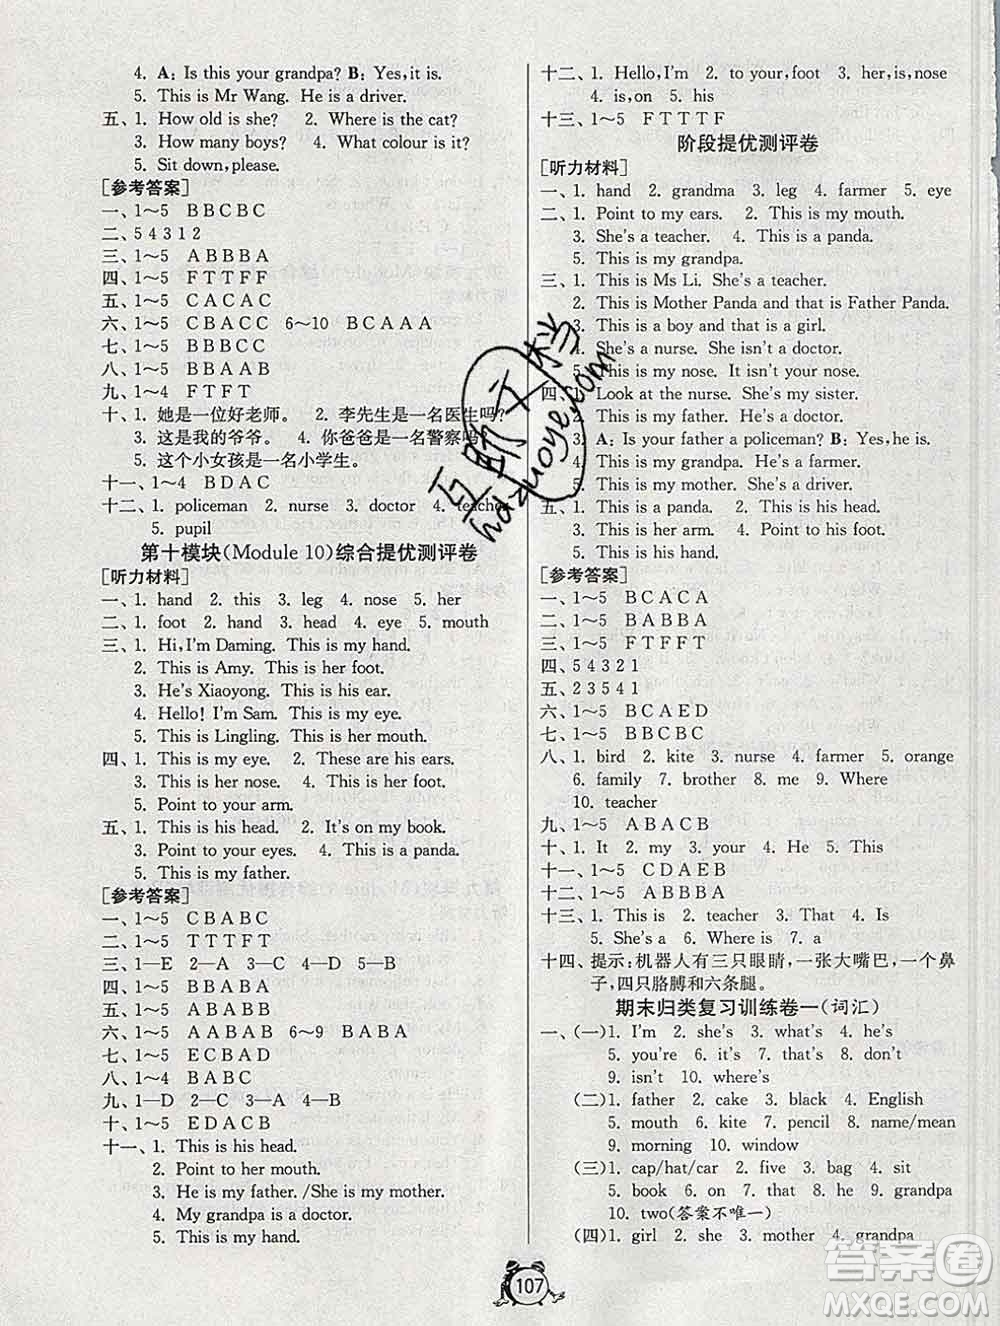 4. A: Is this your grandpa? B: Yes, it is.
5. This is Mr Wang. He is a driver.
五、1. How old is she? 2. Where is the cat?
3. How many boys? 4. What colour is it?
5. Sit down, please.
[参考答案]
一、1～5 B B C B C
二、5 4 3 1 2
三、1～5 A B B B A
四、1～5 F T T F F
五、1～5 C A C A C
六、1～5 C B A C C 6～10 B C A A A
七、1～5 B C B A C
八、1～5 B B A B A
九、1～4 F T F T
十、1. 她是一位好老师。 2. 李先生是一名医生吗?
3. 这是我的爷爷。 4. 你爸爸是一名警察吗?
5. 这个小女孩是一名小学生。
十一、1～4 B D A C
十二、1. policeman 2. nurse 3. doctor 4. teacher
5. pupil
第十模块(Module 10)综合提优测评卷
[听力材料]
一、1. hand 2. this 3. leg 4. nose 5. her
二、1. foot 2. hand 3. head 4. eye 5. mouth
三、1. Hi, I'm Daming. This is my hand.
2. This is Amy. This is her foot.
3. He's Xiaoyong. This is his ear.
4. Hello! I'm Sam. This is my eye.
5. This is Lingling. This is her mouth.
四、1. This is my eye. 2. These are his ears.
3. This is her nose. 4. This is her foot.
5. Point to your arm.
五、1. This is his head. 2. It's on my book.
3. Point to your eyes. 4. This is a panda.
5. This is my father.
[参考答案]
一、1～5 C B A B C
二、1～5 T T T F T
三、1—E 2—A 3—C 4—D 5—B
四、1～5 B B A B A
五、1～5 A B B B A
六、1～5 A A B A B 6～9 B A B A
七、1～5 E C B A D
八、1～4 B A B B
九、1—D 2—C 3—A 4—B
十、1～5 E D A C B
十一、1. This is his head.
2. Point to her mouth.
3. He is my father. /She is my mother.
4. My grandpa is a doctor.
5. This is my hand.
十二、1. Hello, I'm 2. to your, foot 3. her, is, nose
4. is, on 5. his
十三、1～5 F T T T F
阶段提优测评卷
[听力材料]
一、1. hand 2. grandma 3. leg 4. farmer 5. eye
二、1. Point to my ears. 2. This is my mouth.
3. She's a teacher. 4. This is a panda.
5. This is my grandpa.
三、1. This is Ms Li. She's a teacher.
2. This is Mother Panda and that is Father Panda.
3. This is a boy and that is a girl.
4. She's a nurse. She isn't a doctor.
5. This is my nose. It isn't your nose.
四、1. Look at the nurse. She's my sister.
2. This is my father. He's a doctor.
3. A: Is your father a policeman? B: Yes, he is.
4. This is my grandpa. He's a farmer.
5. This is my mother. She's a driver.
五、1. This is a panda. 2. This is his head.
3. This is her arm. 4. Point to your foot.
5. This is his hand.
[参考答案]
一、1～5 B C A C A
二、1～5 B A B B A
三、1～5 F T F F T
四、5 4 3 2 1
五、2 3 5 4 1
六、1～5 B C A E D
七、1～5 B B C B C
八、1. bird 2. kite 3. nurse 4. farmer 5. orange
6. family 7. brother 8. me 9. Where
10. teacher
九、1～5 A B A C B
十、1. It 2. my 3. your 4. He 5. This
十一、1～5 C D A E B
十二、1～5 A B B B A
十三、1. This is 2. teacher 3. That 4. Is
5. She's a 6. Where is 7. a
十四、提示:机器人有三只眼睛,一张大嘴巴,一个鼻
子,四只胳膊和六条腿。
期末归类复习训练卷一(词汇)
一、(一)1. I'm 2. she's 3. what's 4. he's
5. you're 6. it's 7. that's 8. don't
9. isn't 10. where's
(二)1. father 2. cake 3. black 4. English
5. mouth 6. kite 7. pencil 8. name/mean
9. morning 10. window
(三)1. cap/hat/car 2. five 3. bag 4. sit
5. book 6. on 7. that 8. is 9. grandpa
10. two(答案不唯一)
(四)1. girl 2. she 3. mother 4. grandpa
107
互助文档
hdzuoye.com
答案圈
MXQE.COM